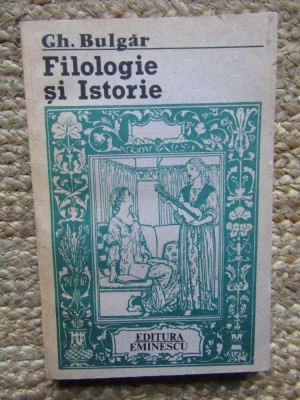 Gh. Bulgăr
Filologie
și Istorie
EDITURA
EMINESCU